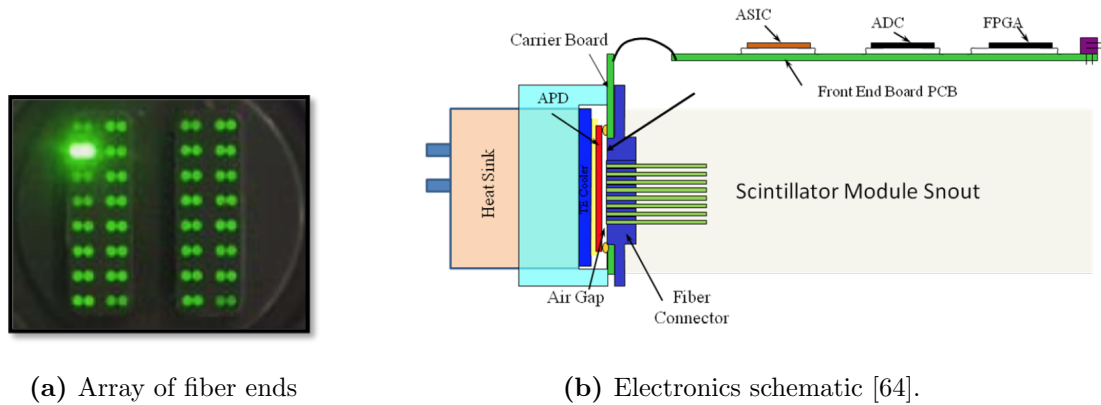 ASIC
ADC
FPGA
Carrier Board
Front End Board PCB
APD
Heat Sink
TE Cooler
Scintillator Module Snout
Air Gap
Fiber
Connector
(a) Array of fiber ends
(b) Electronics schematic [64].